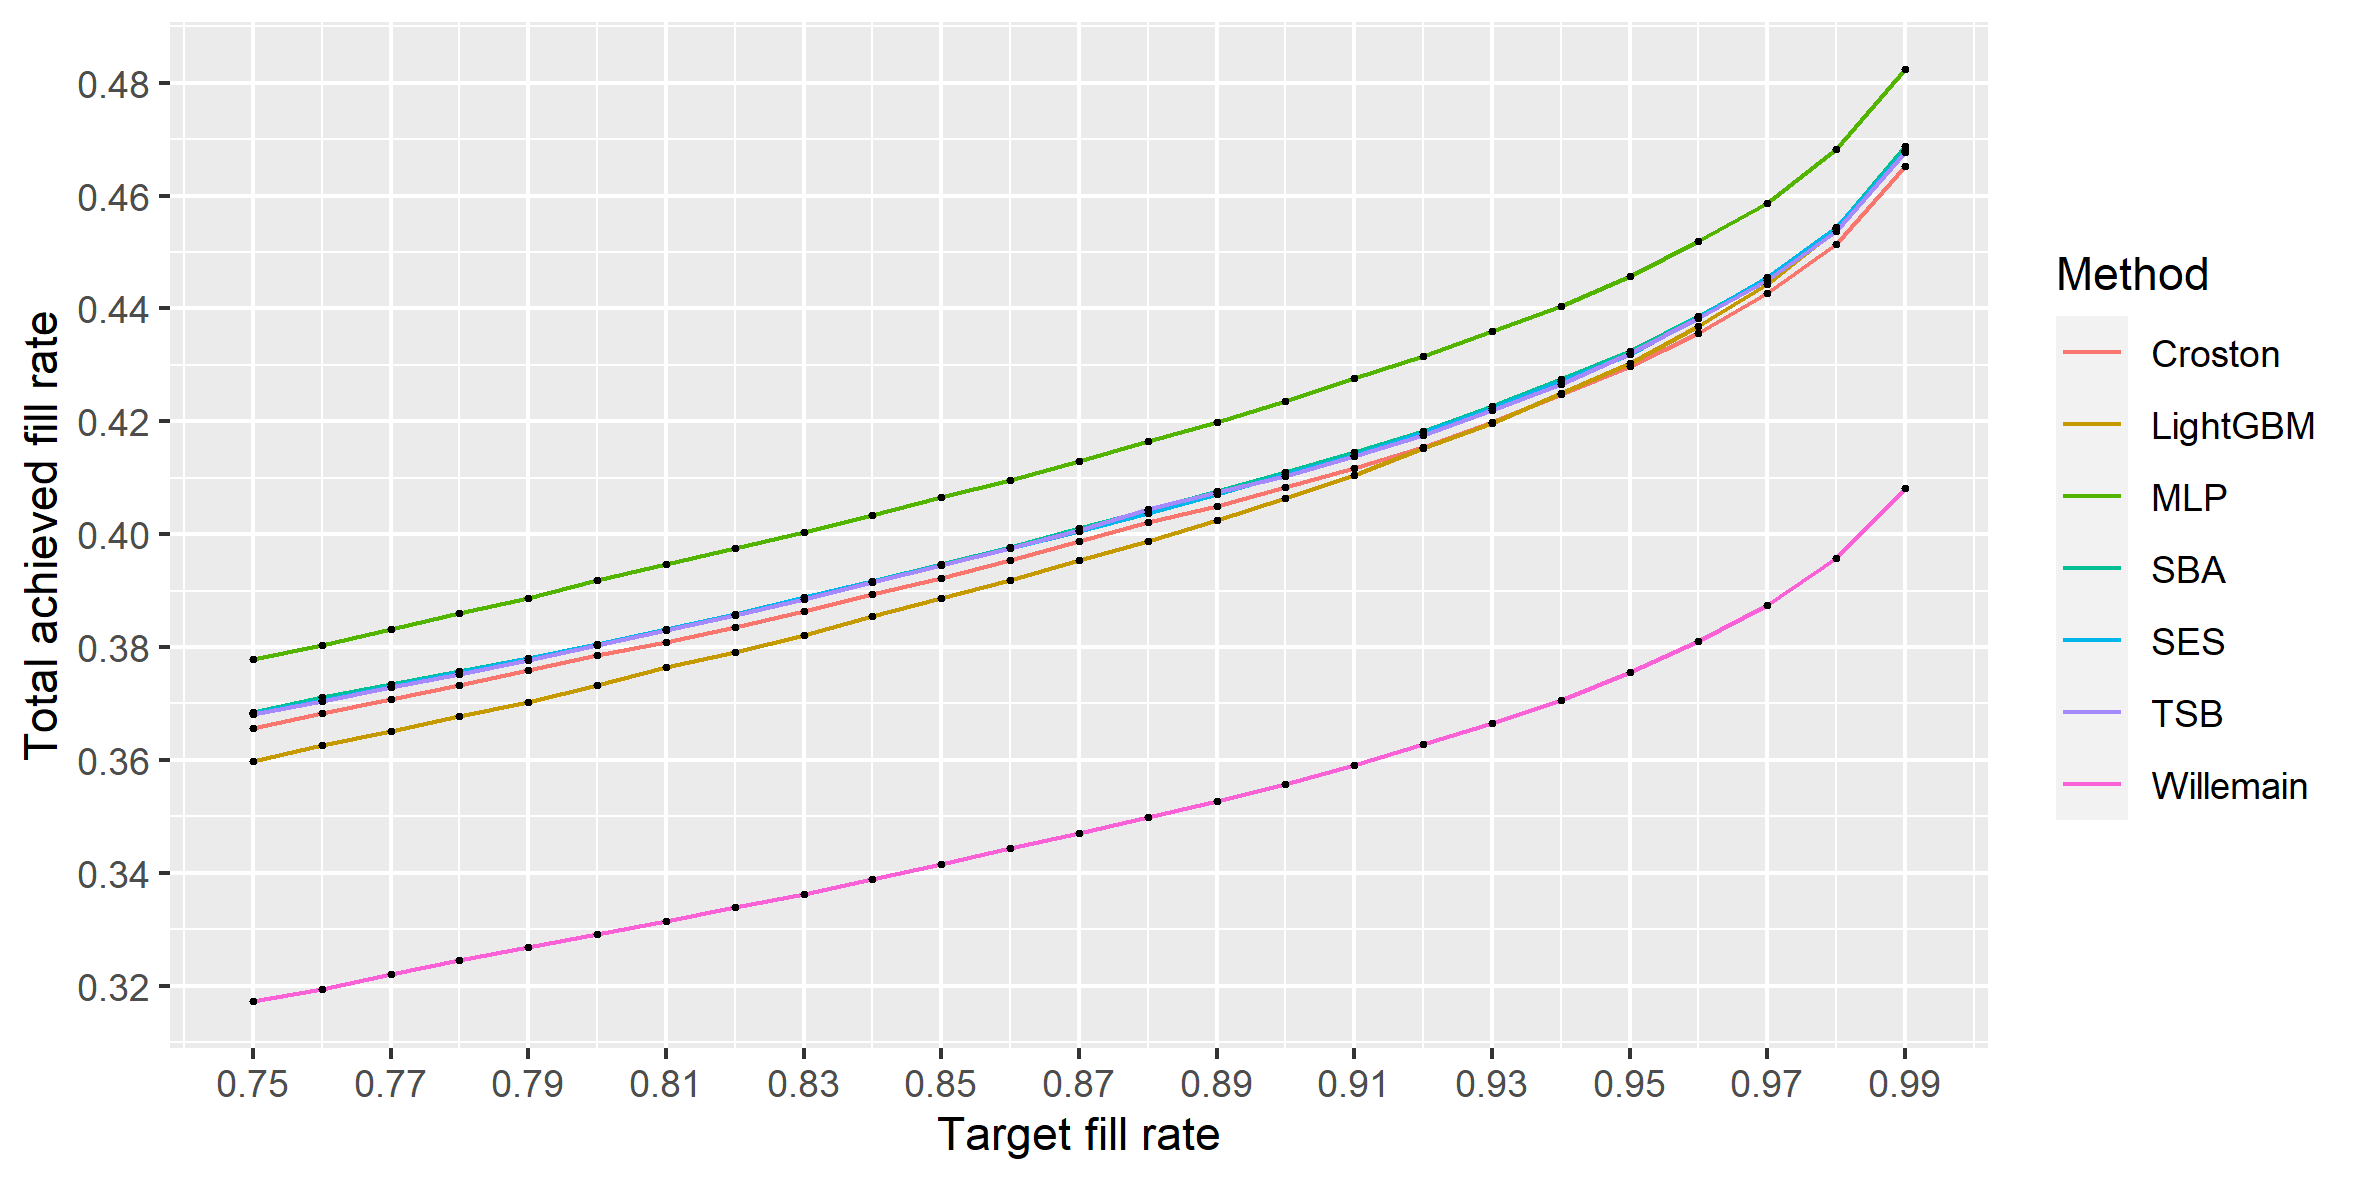 Total achieved fill rate
0.48
0.46
0.44
0.42
0.40
0.38
0.36
0.34
0.32
0.75 0.77 0.79 0.81 0.83 0.85 0.87 0.89 0.91 0.93 0.95 0.97 0.99
Target fill rate
Method
Croston
LightGBM
MLP
SBA
SES
TSB
Willemain